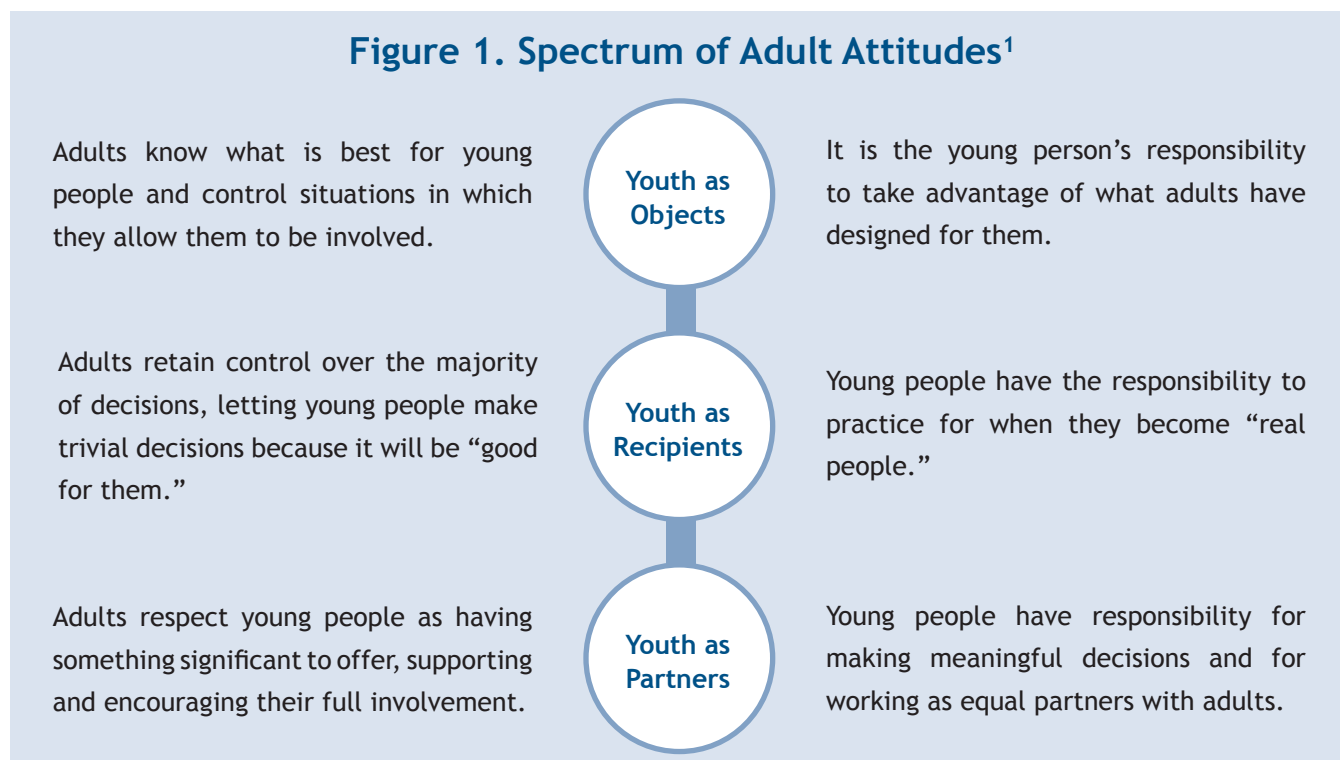 Figure 1. Spectrum of Adult Attitudes¹
Adults know what is best for young
people and control situations in which
they allow them to be involved.
Youth as
Objects
It is the young person’s responsibility
to take advantage of what adults have
designed for them.
Adults retain control over the majority
of decisions, letting young people make
trivial decisions because it will be “good
for them.”
Youth as
Recipients
Young people have the responsibility to
practice for when they become “real
people.”
Adults respect young people as having
something significant to offer, supporting
and encouraging their full involvement.
Youth as
Partners
Young people have responsibility for
making meaningful decisions and for
working as equal partners with adults.